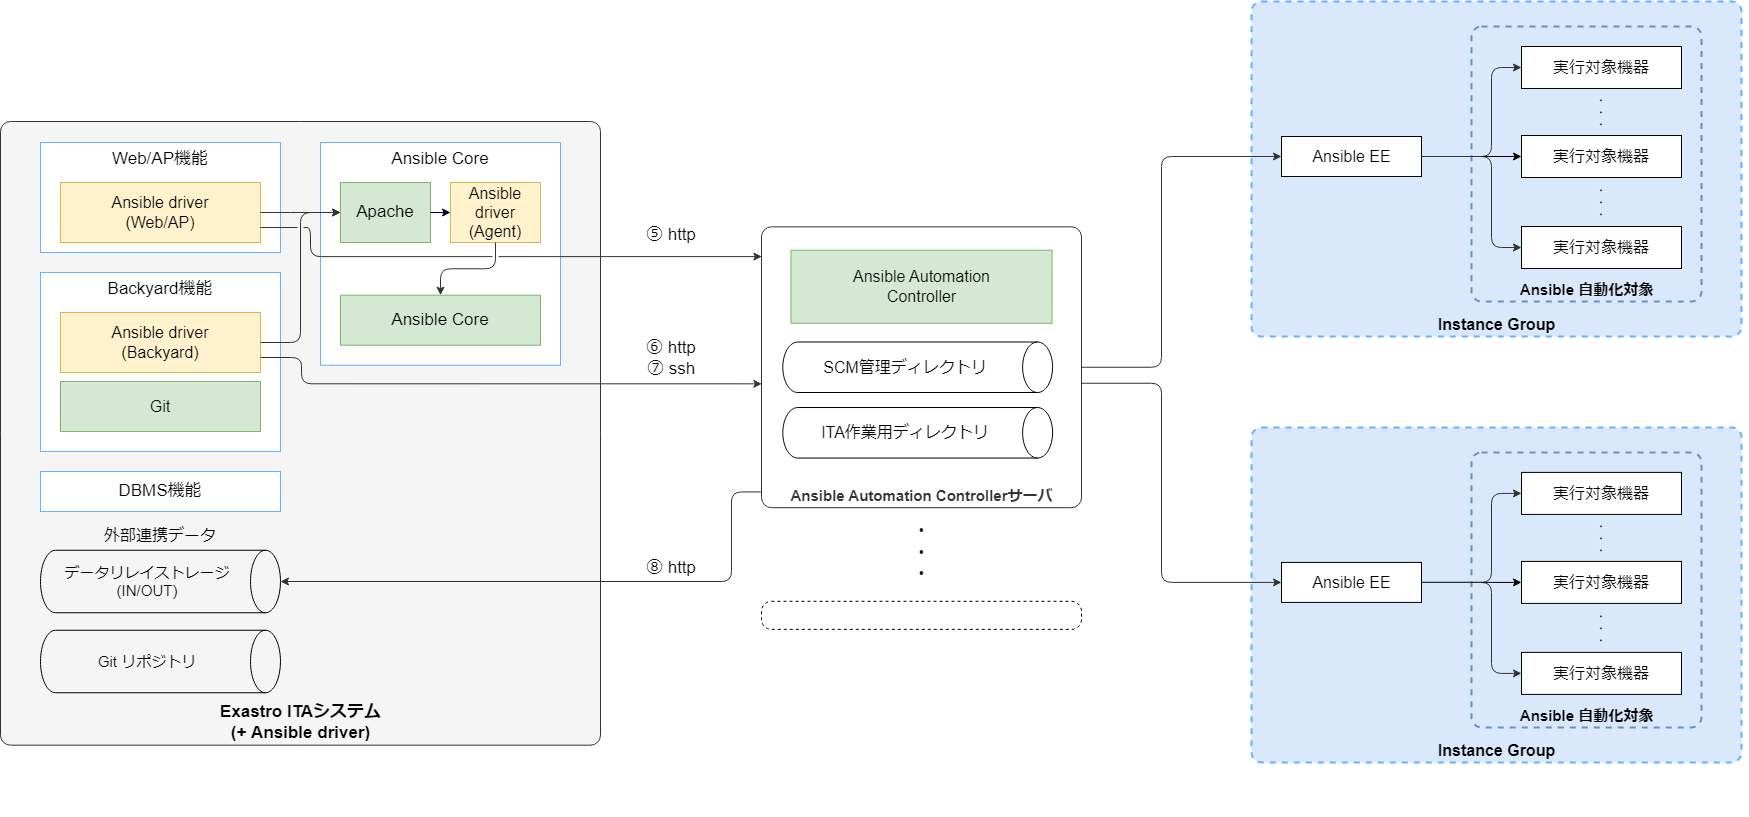 Web/AP機能
Ansible driver
(Web/AP)
Backyard機能
Ansible driver
(Backyard)
Git
DBMS機能
外部連携データ
データリレイストレージ
(IN/OUT)
Git リポジトリ
Exastro ITAシステム
(+ Ansible driver)
Ansible Core
Apache
Ansible
driver
(Agent)
Ansible Core
⑤ http
⑥ http
⑦ ssh
⑧ http
Ansible Automation
Controller
SCM管理ディレクトリ
ITA作業用ディレクトリ
Ansible Automation Controllerサーバ
Ansible EE
実行対象機器
実行対象機器
実行対象機器
Ansible 自動化対象
Instance Group
Ansible EE
実行対象機器
実行対象機器
実行対象機器
Ansible 自動化対象
Instance Group